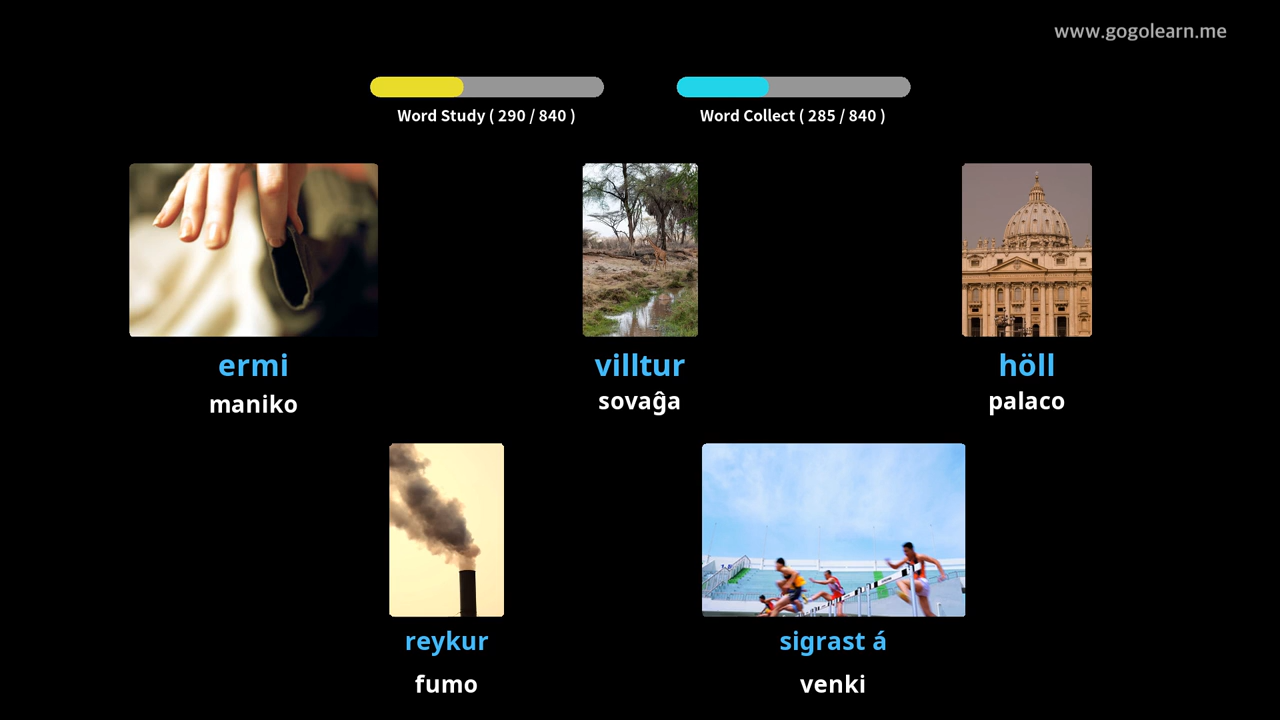 www.gogolearn.me
Word Study ( 290 / 840 )
Word Collect ( 285 / 840 )
ermi
maniko
villtur
sovaĝa
höll
palaco
reykur
fumo
sigrast á
venki